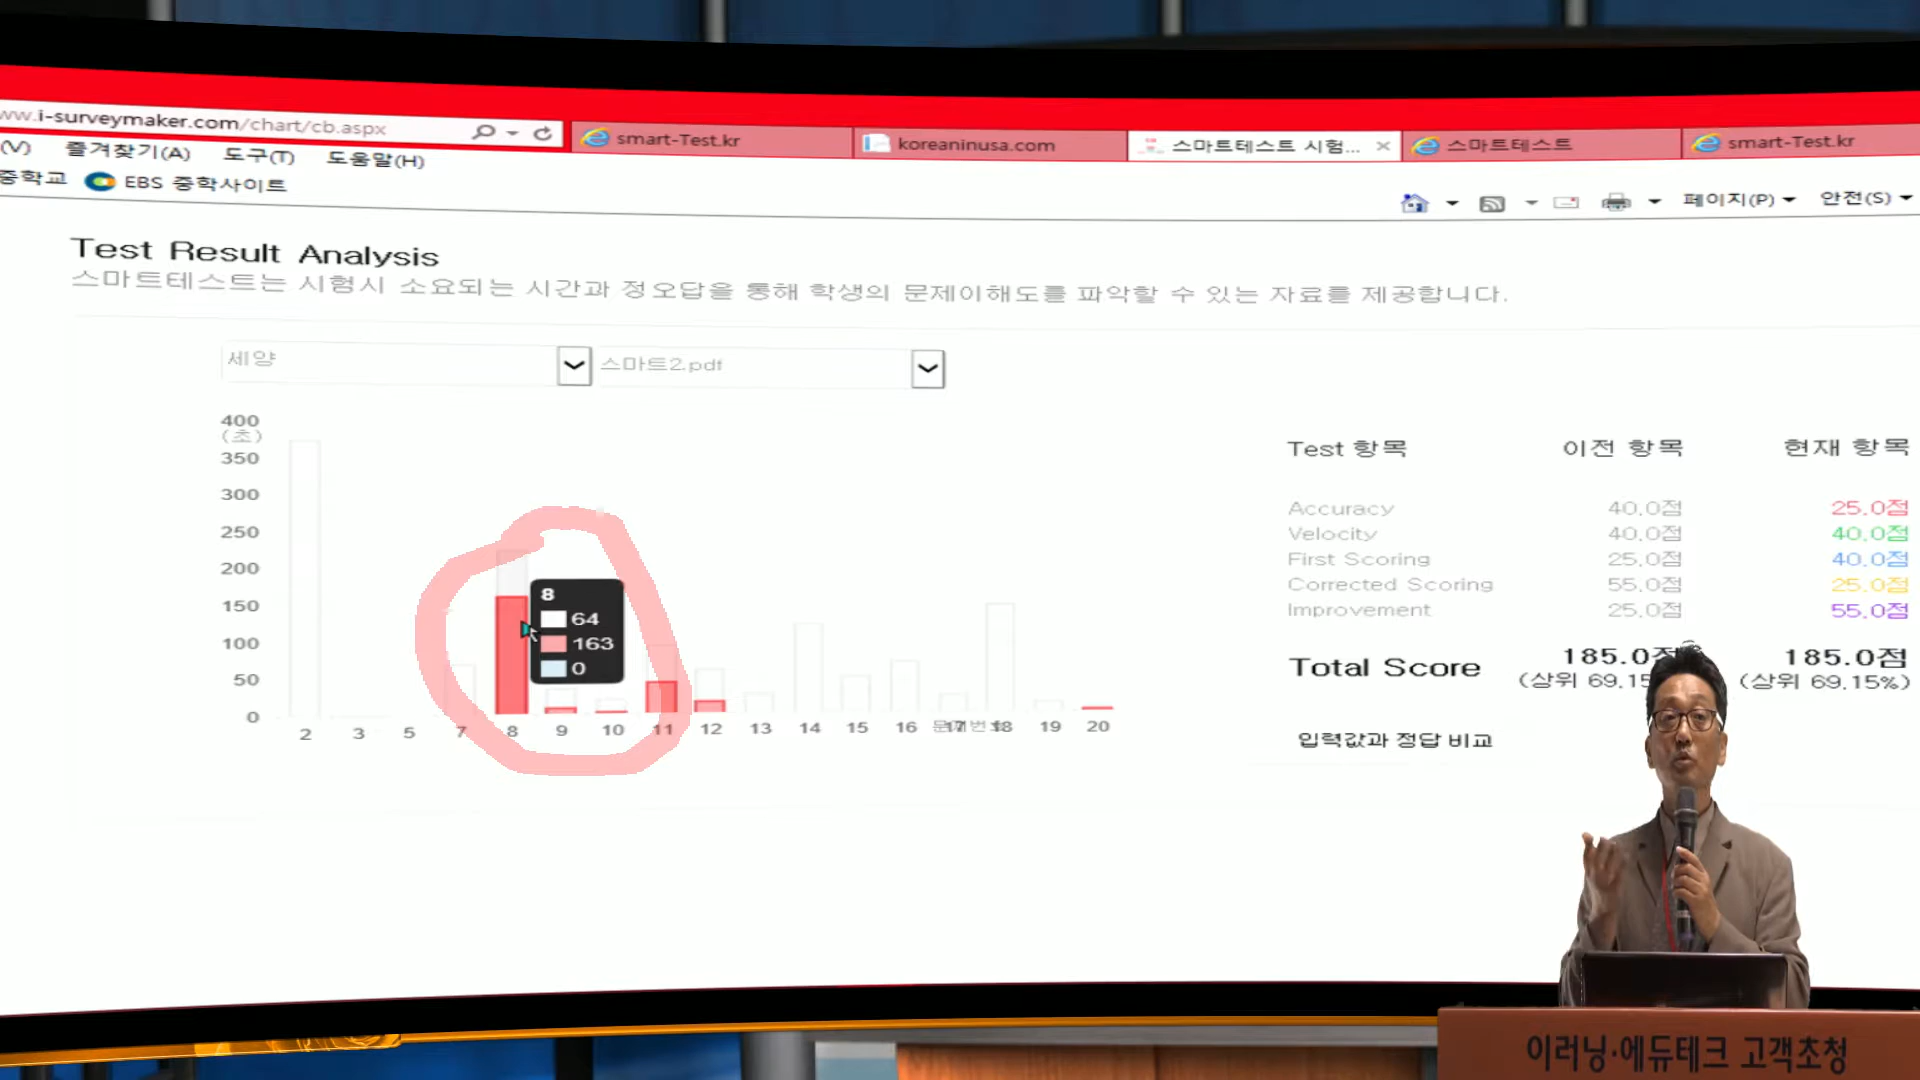 ww.i-surveymaker.com/chart/cb.aspx
smart-Test.kr
koreaninusa.com
스마트테스트 시험...
스마트테스트
smart-Test.kr
(V) 즐겨찾기(A) 도구(T) 도움말(H)
중학교 EBS 중학사이트
페이지(P) 안전(S)
Test Result Analysis
스마트테스트는 시험시 소요되는 시간과 정오답을 통해 학생의 문제이해도를 파악할 수 있는 자료를 제공합니다.
세양
스마트2.pdf
400
(초)
350
300
250
200
150
100
50
0
2 3 5 7 8 9 10 11 12 13 14 15 16 17 18 19 20
8
64
163
0
Test 항목 이전 항목 현재 항목
Accuracy 40.0점 25.0점
Velocity 40.0점 40.0점
First Scoring 25.0점 40.0점
Corrected Scoring 55.0점 25.0점
Improvement 25.0점 55.0점
Total Score 185.0점 185.0점
(상위 69.15 (상위 69.15%)
입력값과 정답 비교
이러닝·에듀테크 고객초청